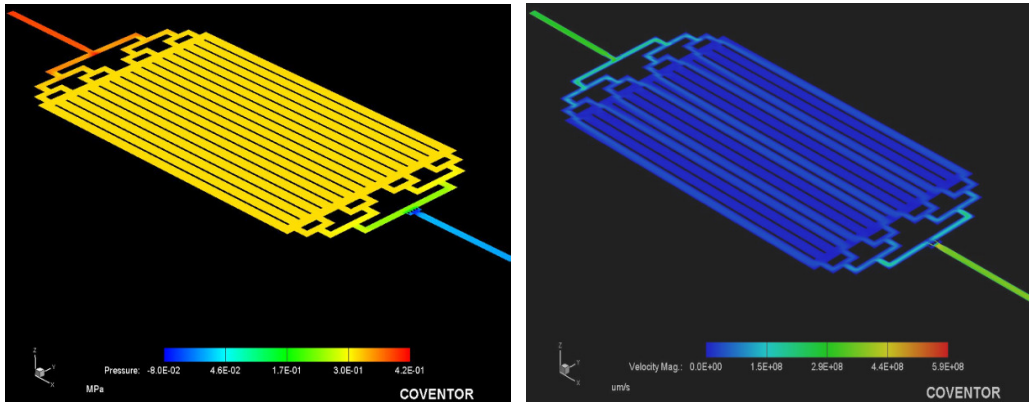 Z
Y
X
Pressure: -8.0E-02 4.6E-02 1.7E-01 3.0E-01 4.2E-01
MPa
COVENTOR
Z
Y
X
Velocity Mag.: 0.0E+00 1.5E+08 2.9E+08 4.4E+08 5.9E+08
um/s
COVENTOR